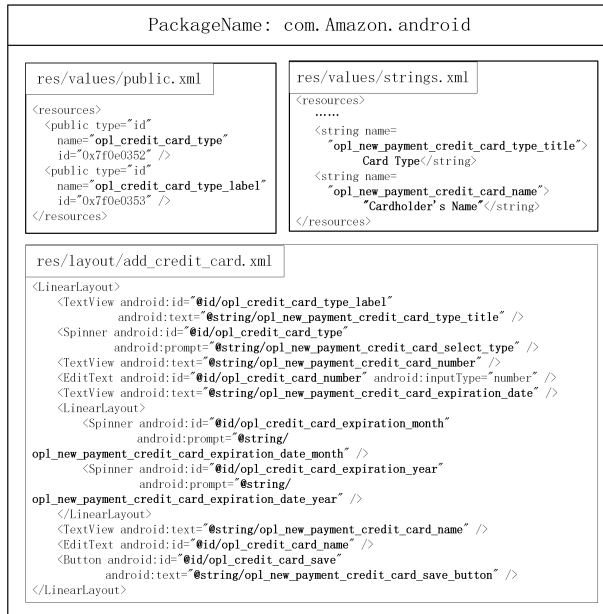 PackageName: com.Amazon.android
res/values/public.xml
<resources>
<public type="id"
name="opl_credit_card_type"
id="0x7f0e0352" />
<public type="id"
name="opl_credit_card_type_label"
id="0x7f0e0353" />
</resources>
res/values/strings.xml
<resources>
……
<string name=
"opl_new_payment_credit_card_type_title">
Card Type</string>
<string name=
"opl_new_payment_credit_card_name">
"Cardholder's Name"</string>
</resources>
res/layout/add_credit_card.xml
<LinearLayout>
<TextView android:id="@id/opl_credit_card_type_label"
android:text="@string/opl_new_payment_credit_card_type_title" />
<Spinner android:id="@id/opl_credit_card_type"
android:prompt="@string/opl_new_payment_credit_card_select_type" />
<TextView android:text="@string/opl_new_payment_credit_card_number" />
<EditText android:id="@id/opl_credit_card_number" android:inputType="number" />
<TextView android:text="@string/opl_new_payment_credit_card_expiration_date" />
<LinearLayout>
<Spinner android:id="@id/opl_credit_card_expiration_month"
android:prompt="@string/
opl_new_payment_credit_card_expiration_date_month" />
<Spinner android:id="@id/opl_credit_card_expiration_year"
android:prompt="@string/
opl_new_payment_credit_card_expiration_date_year" />
</LinearLayout>
<TextView android:text="@string/opl_new_payment_credit_card_name" />
<EditText android:id="@id/opl_credit_card_name" />
<Button android:id="@id/opl_credit_card_save"
android:text="@string/opl_new_payment_credit_card_save_button" />
</LinearLayout>